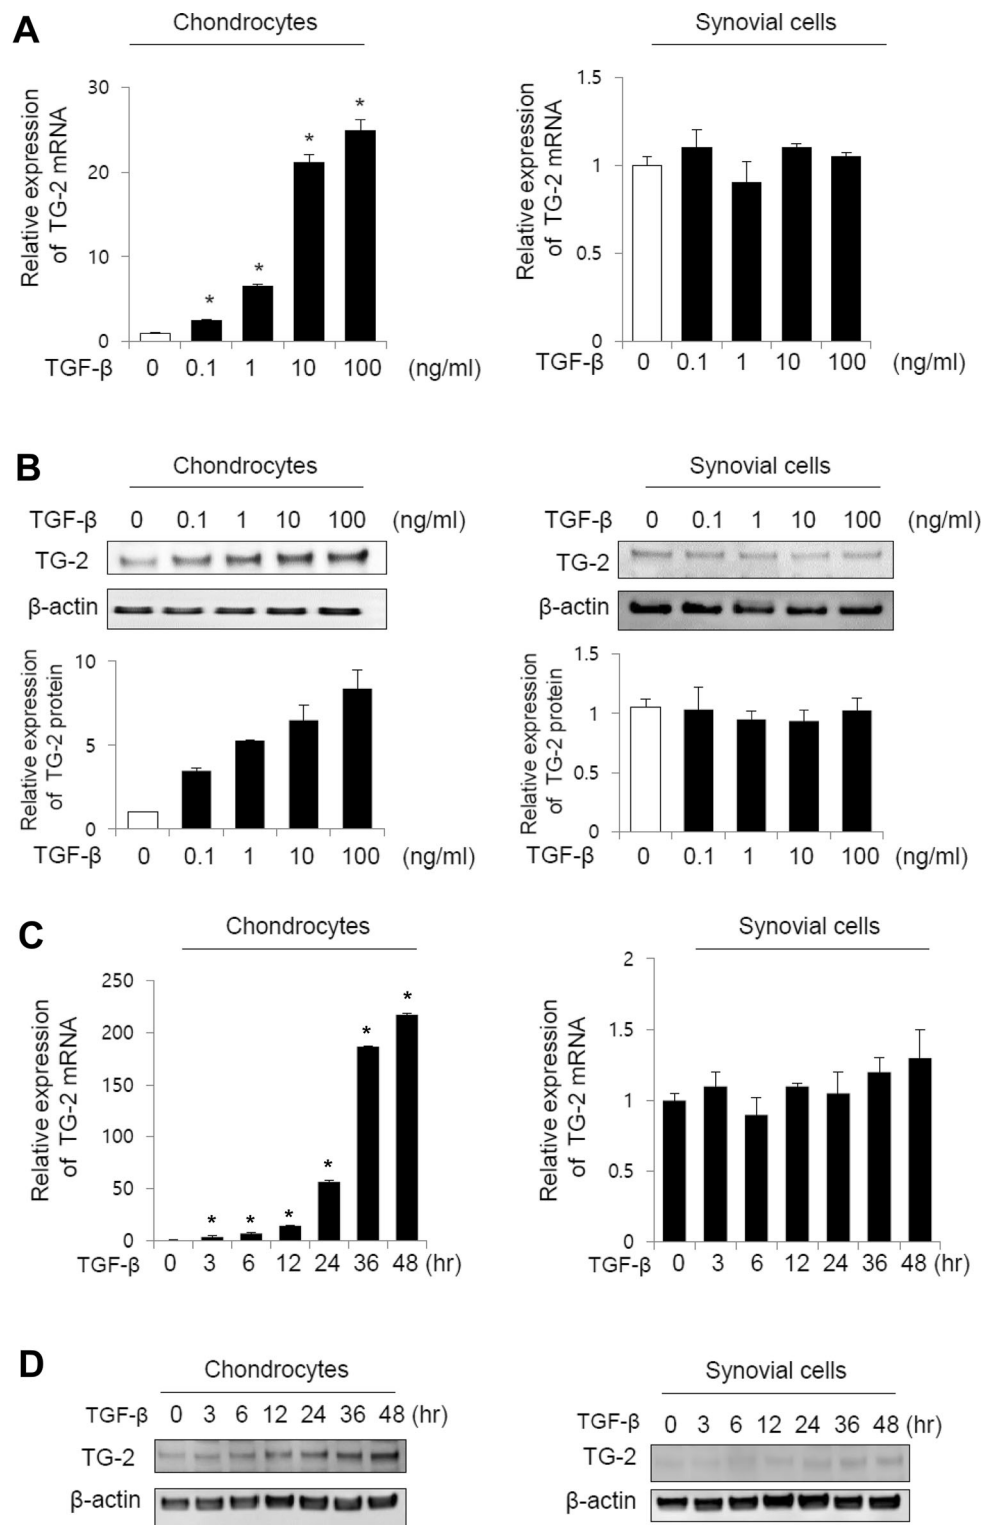 A
Chondrocytes
Synovial cells
Relative expression
of TG-2 mRNA
30
20
10
0
*
*
*
*
TGF-β 0 0.1 1 10 100 (ng/ml)
Relative expression
of TG-2 mRNA
1.5
1
0.5
0
TGF-β 0 0.1 1 10 100 (ng/ml)
B
Chondrocytes
Synovial cells
TGF-β 0 0.1 1 10 100 (ng/ml)
TG-2
β-actin
TGF-β 0 0.1 1 10 100 (ng/ml)
TG-2
β-actin
Relative expression
of TG-2 protein
10
5
0
TGF-β 0 0.1 1 10 100 (ng/ml)
Relative expression
of TG-2 protein
1.5
1
0.5
0
TGF-β 0 0.1 1 10 100 (ng/ml)
C
Chondrocytes
Synovial cells
Relative expression
of TG-2 mRNA
250
200
150
100
50
0
*
*
*
*
*
*
TGF-β 0 3 6 12 24 36 48 (hr)
Relative expression
of TG-2 mRNA
2
1.5
1
0.5
0
TGF-β 0 3 6 12 24 36 48 (hr)
D
Chondrocytes
Synovial cells
TGF-β 0 3 6 12 24 36 48 (hr)
TG-2
β-actin
TGF-β 0 3 6 12 24 36 48 (hr)
TG-2
β-actin